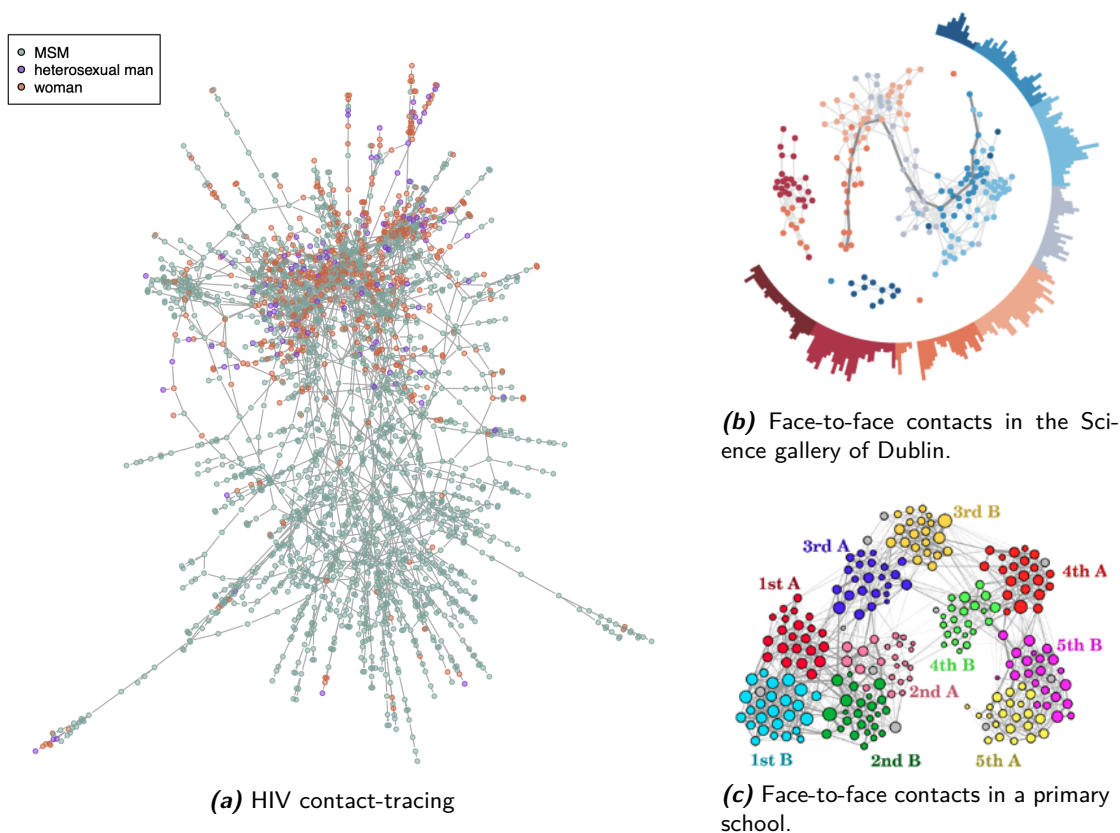 MSM
heterosexual man
woman
(a) HIV contact-tracing
(b) Face-to-face contacts in the Sci-
ence gallery of Dublin.
3rd B
3rd A
4th A
1st A
5th B
4th B
2nd A
1st B
2nd B
5th A
(c) Face-to-face contacts in a primary
school.